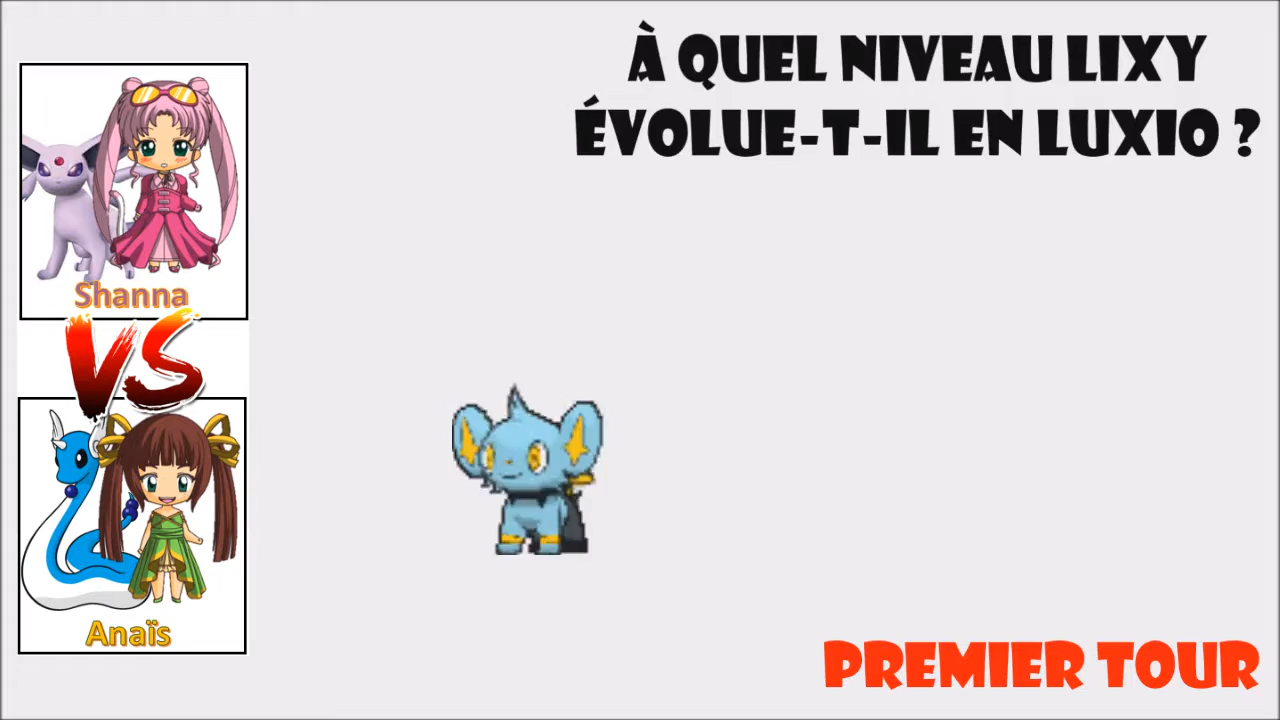 À QUEL NIVEAU LIXY
ÉVOLUE-T-IL EN LUXIO ?
Shanna
VS
Anaïs
PREMIER TOUR